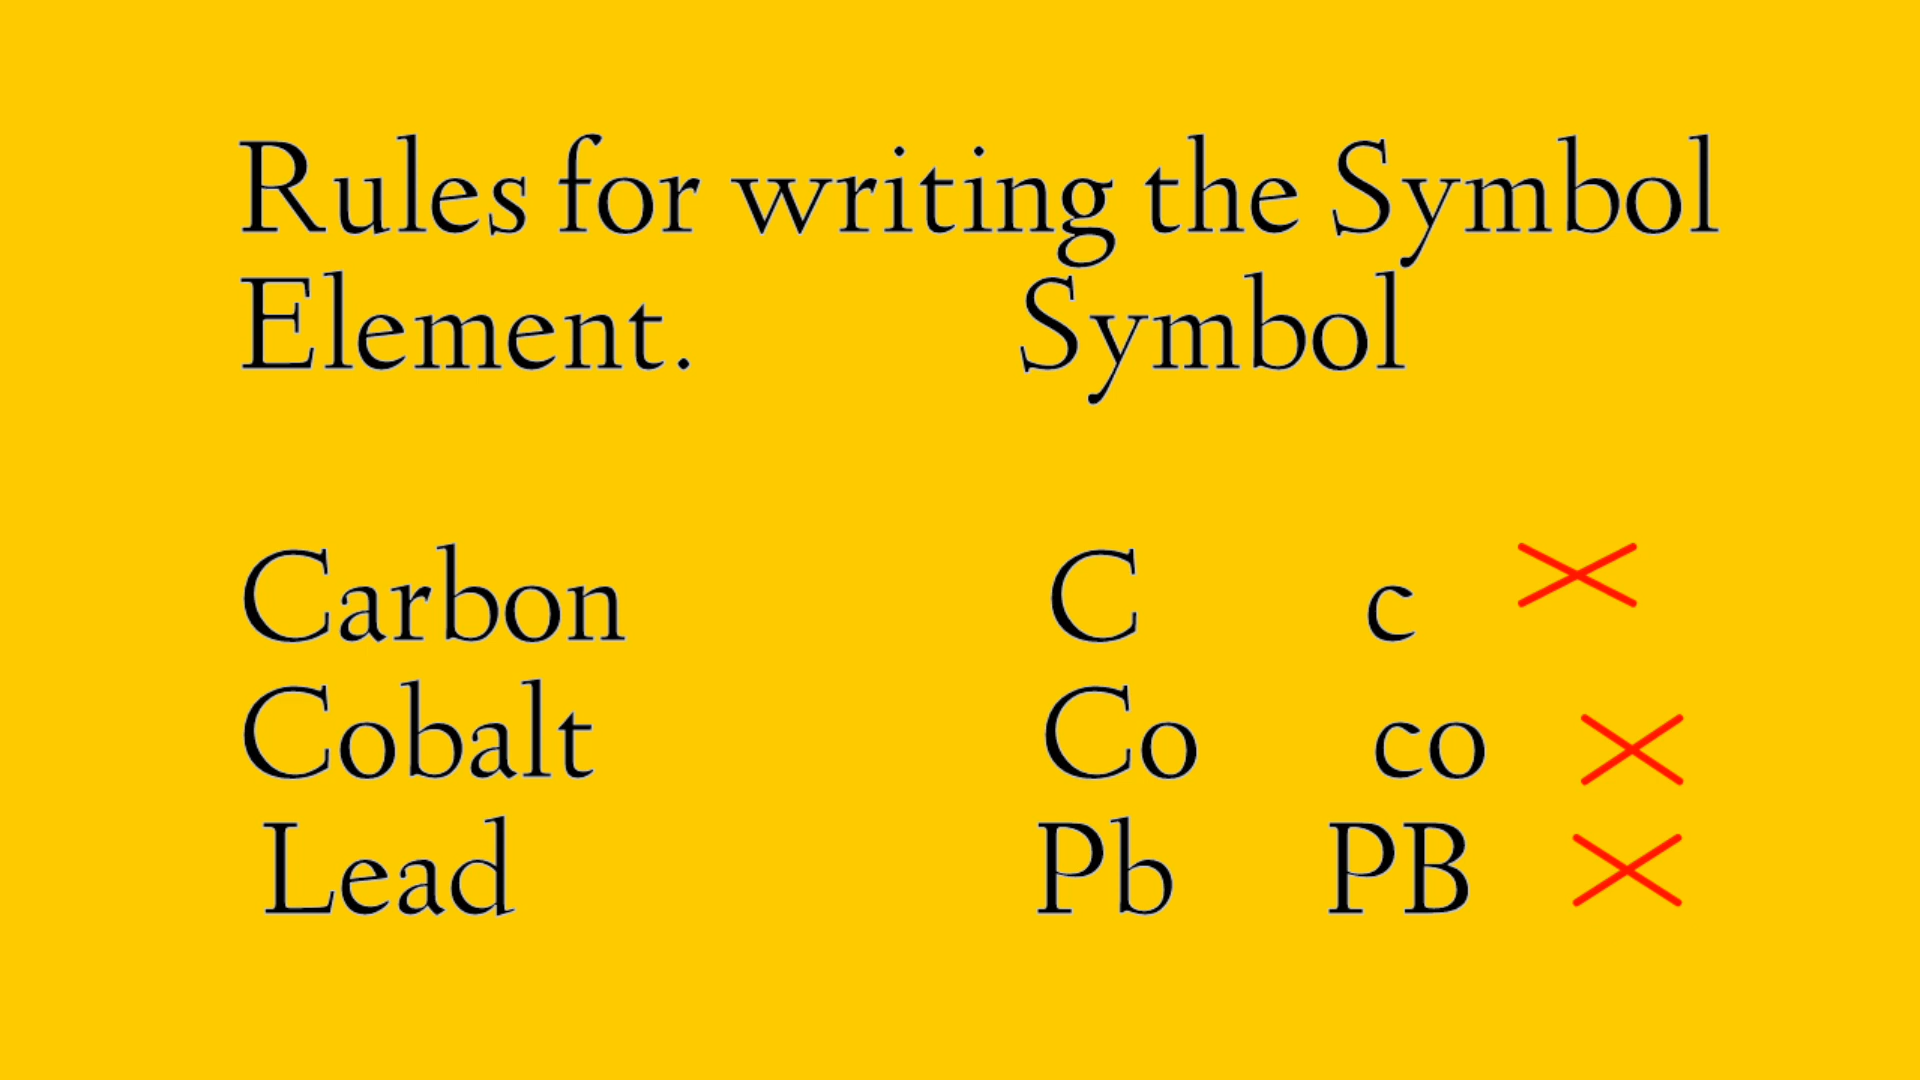 Rules for writing the Symbol
Element. Symbol
Carbon C c
Cobalt Co co
Lead Pb PB